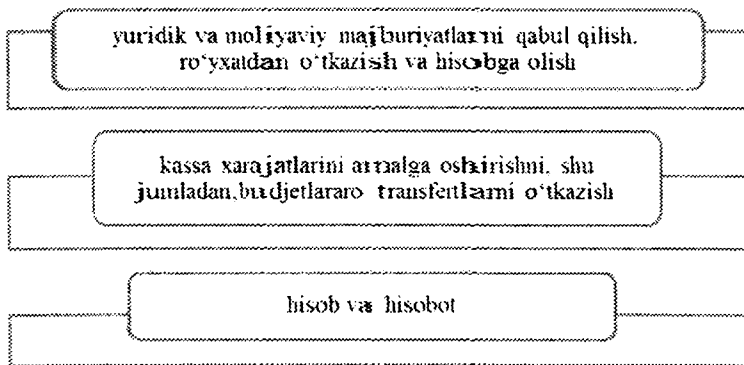 yuridik va moliyaviy majburiyatlarni qabul qilish,
ro‘yxatdan o‘tkazish va hisobga olish
kassa xarajatlarini amalga oshirishni, shu
jumladan,budjetlararo transfertlarni o‘tkazish
hisob va hisobot